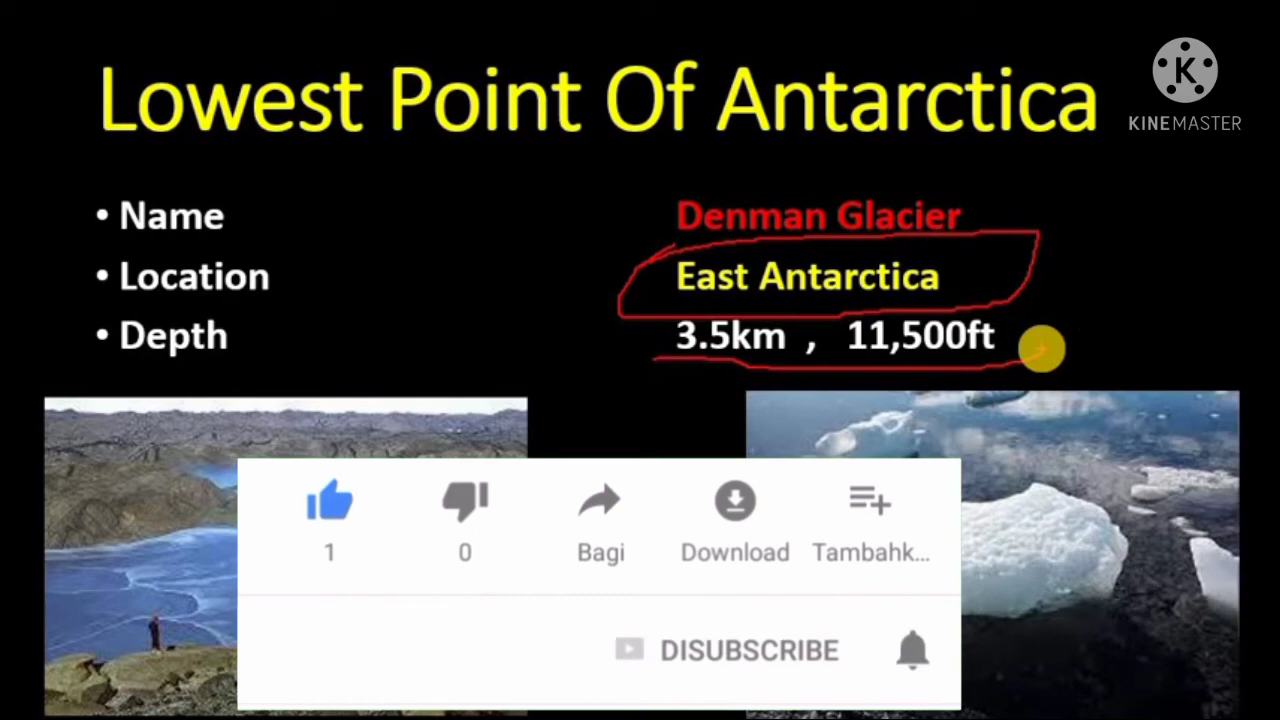 Lowest Point Of Antarctica
K
KINEMASTER
• Name Denman Glacier
• Location East Antarctica
• Depth 3.5km , 11,500ft
1 0 Bagi Download Tambahk...
DISUBSCRIBE